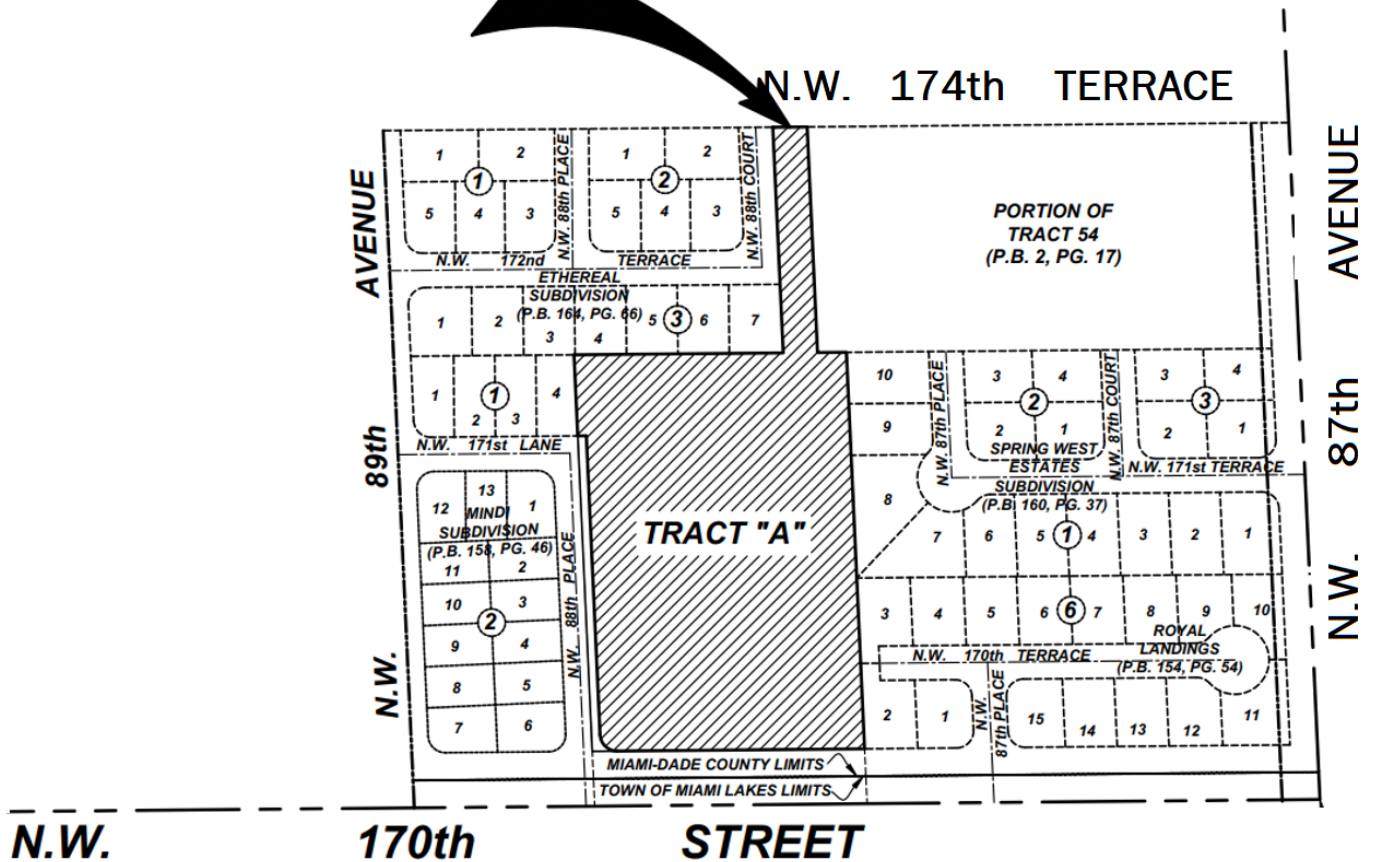 N.W. 174th TERRACE
N.W. 89th AVENUE
N.W. 87th AVENUE
1
2
1
5
4
3
N.W. 88th PLACE
1
2
2
5
4
3
N.W. 88th COURT
N.W. 172nd TERRACE
ETHEREAL
SUBDIVISION
(P.B. 164, PG. 66)
1
2
3
4
5
3
6
7
PORTION OF
TRACT 54
(P.B. 2, PG. 17)
1
1
2
3
4
N.W. 171st LANE
12
13
1
MINDI
SUBDIVISION
(P.B. 158, PG. 46)
11
2
10
3
2
9
4
8
5
7
6
N.W. 88th PLACE
TRACT "A"
10
9
8
7
N.W. 87th PLACE
3
4
2
2
1
N.W. 87th COURT
3
4
3
2
1
SPRING WEST
ESTATES
SUBDIVISION
(P.B. 160, PG. 37)
N.W. 171st TERRACE
6
5
1
4
3
2
1
3
4
5
6
6
7
8
9
10
ROYAL
LANDINGS
(P.B. 154, PG. 54)
N.W. 170th TERRACE
2
1
N.W.
87th PLACE
15
14
13
12
11
MIAMI-DADE COUNTY LIMITS
TOWN OF MIAMI LAKES LIMITS
N.W. 170th STREET